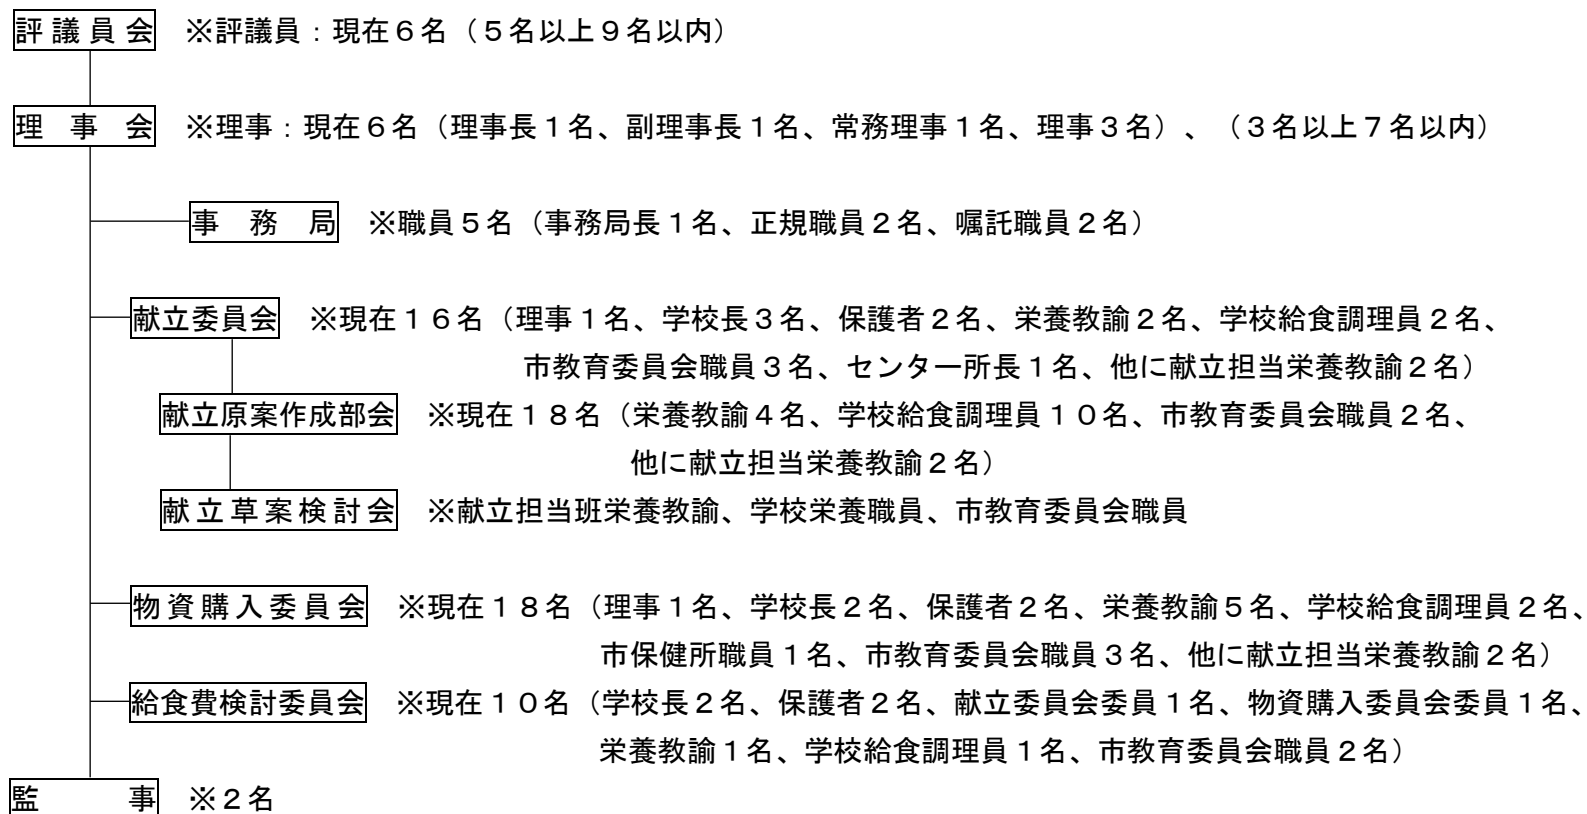 評議員会　※評議員：現在６名（５名以上９名以内）
理　事　会　※理事：現在６名（理事長１名、副理事長１名、常務理事１名、理事３名）、（３名以上７名以内）
事　務　局　※職員５名（事務局長１名、正規職員２名、嘱託職員２名）
献立委員会　※現在１６名（理事１名、学校長３名、保護者２名、栄養教諭２名、学校給食調理員２名、
市教育委員会職員３名、センター所長１名、他に献立担当栄養教諭２名）
献立原案作成部会　※現在１８名（栄養教諭４名、学校給食調理員１０名、市教育委員会職員２名、
他に献立担当栄養教諭２名）
献立草案検討会　※献立担当班栄養教諭、学校栄養職員、市教育委員会職員
物資購入委員会　※現在１８名（理事１名、学校長２名、保護者２名、栄養教諭５名、学校給食調理員２名、
市保健所職員１名、市教育委員会職員３名、他に献立担当栄養教諭２名）
給食費検討委員会　※現在１０名（学校長２名、保護者２名、献立委員会委員１名、物資購入委員会委員１名、
栄養教諭１名、学校給食調理員１名、市教育委員会職員２名）
監　　　事　※２名